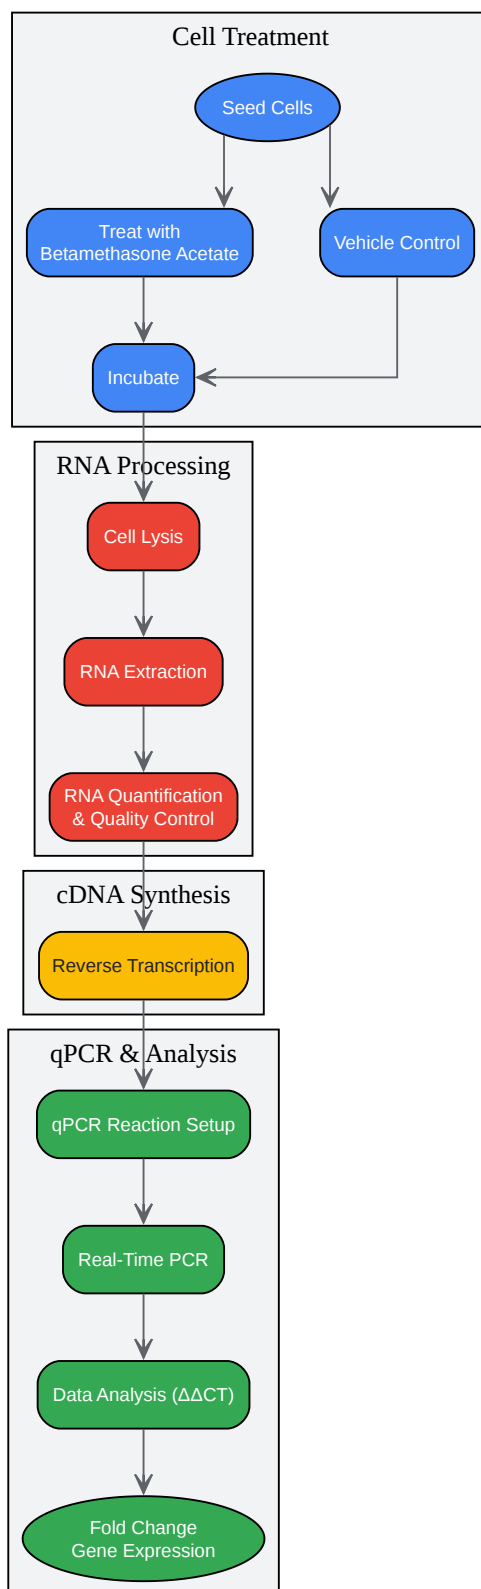 Cell Treatment
Seed Cells
Treat with
Betamethasone Acetate
Vehicle Control
Incubate
RNA Processing
Cell Lysis
RNA Extraction
RNA Quantification
& Quality Control
cDNA Synthesis
Reverse Transcription
qPCR & Analysis
qPCR Reaction Setup
Real-Time PCR
Data Analysis (ΔΔCT)
Fold Change
Gene Expression